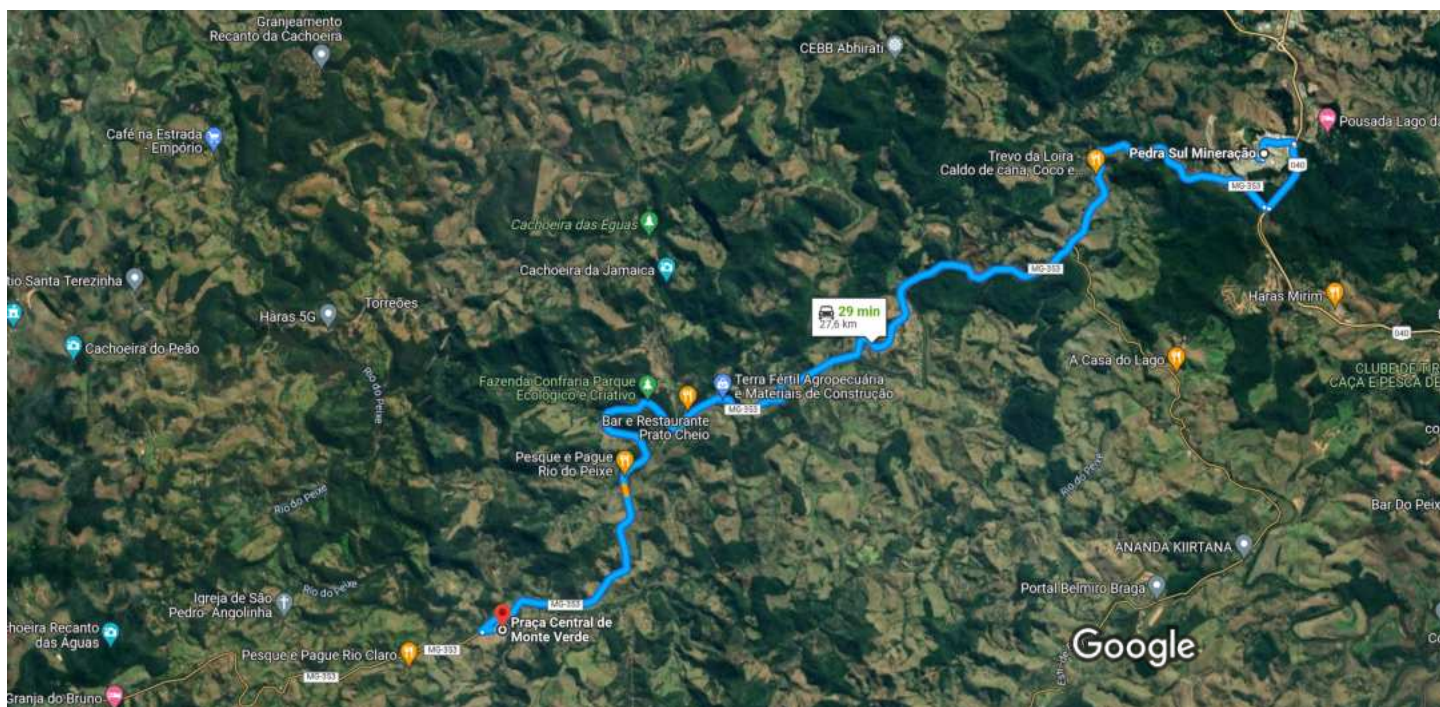 Granjeamento
Recanto da Cachoeira
CEBB Abhirati
Café na Estrada
- Empório
Pousada Lago da
Trevo da Loira -
Caldo de cana, Coco e...
Pedra Sul Mineração
040
MG-353
Cachoeira das Éguas
Cachoeira da Jamaica
MG-353
tio Santa Terezinha
Torreões
Haras 5G
Haras Mirim
29 min
27,6 km
040
Cachoeira do Peão
A Casa do Lago
Rio do Peixe
CLUBE DE TIR
CAÇA E PESCA DE
Fazenda Confraria Parque
Ecológico e Criativo
Terra Fértil Agropecuária
e Materiais de Construção
MG-353
Bar e Restaurante
Prato Cheio
Pesque e Pague
Rio do Peixe
Rio do Peixe
Rio do Peixe
Bar Do Peix
ANANDA KIIRTANA
Rio do Peixe
Portal Belmiro Braga
Igreja de São
Pedro- Angolinha
MG-353
Praça Central de
Monte Verde
choeira Recanto
das Águas
Pesque e Pague Rio Claro
MG-353
MG-353
Granja do Bruno
Google